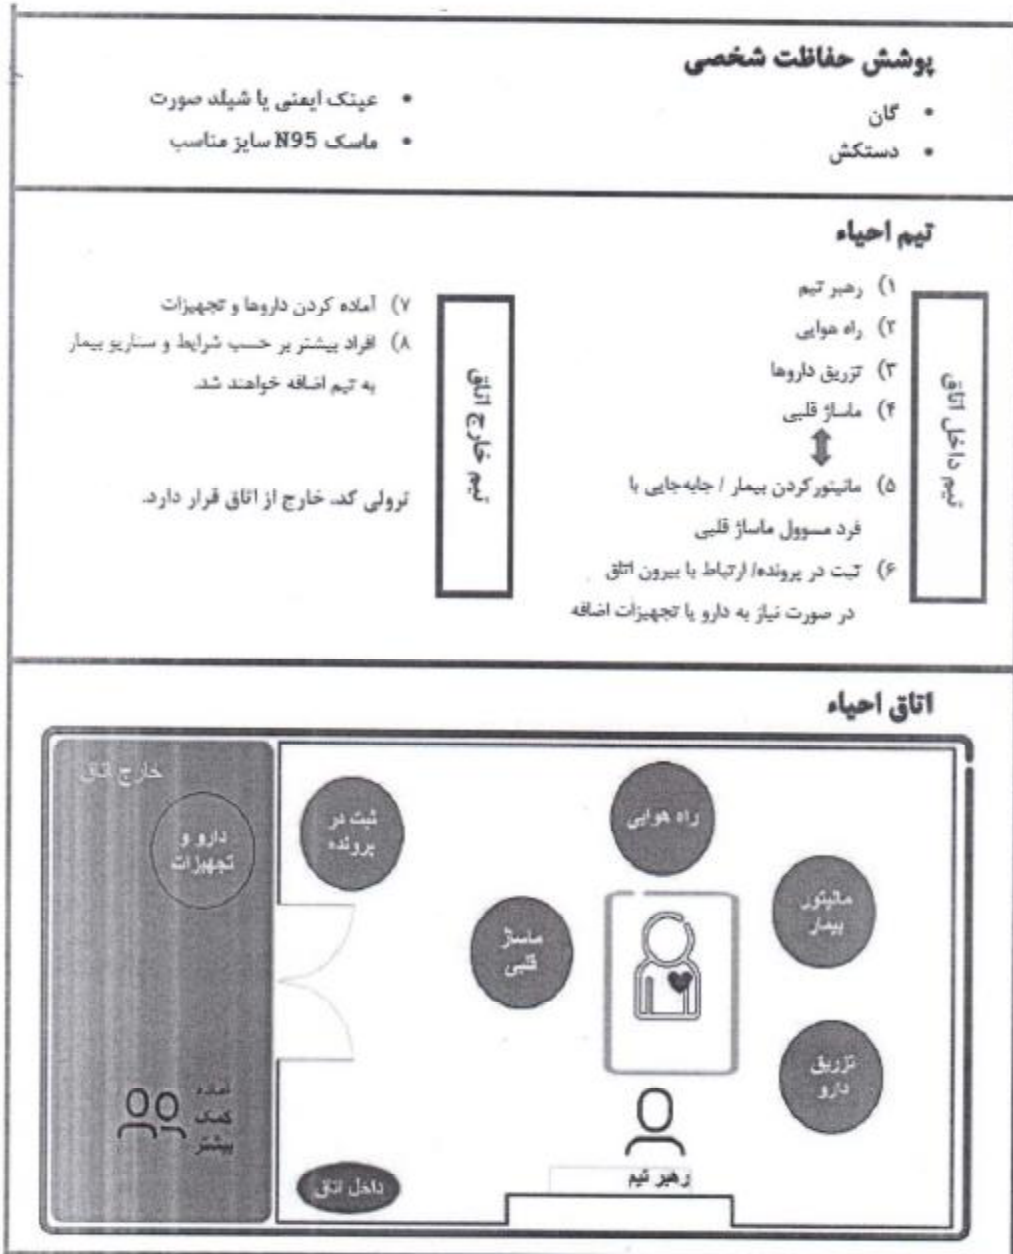 پوشش حفاظت شخصی
• گان
• دستکش
• عینک ایمنی یا شیلد صورت
• ماسک N95 سایز مناسب
تیم احیاء
تیم داخل اتاق
۱) رهبر تیم
۲) راه هوایی
۳) تزریق داروها
۴) ماساژ قلبی
۵) مانیتورکردن بیمار / جابه‌جایی با
فرد مسوول ماساژ قلبی
۶) ثبت در پرونده/ ارتباط با بیرون اتاق
در صورت نیاز به دارو یا تجهیزات اضافه
تیم خارج اتاق
۷) آماده کردن داروها و تجهیزات
۸) افراد بیشتر بر حسب شرایط و سناریو بیمار
به تیم اضافه خواهند شد.
ترولی کد، خارج از اتاق قرار دارد.
اتاق احیاء
خارج اتاق
دارو و
تجهیزات
ثبت در
پرونده
راه هوایی
مانیتور
بیمار
ماساژ
قلبی
تزریق
دارو
آماده
کمک
بیشتر
رهبر تیم
داخل اتاق